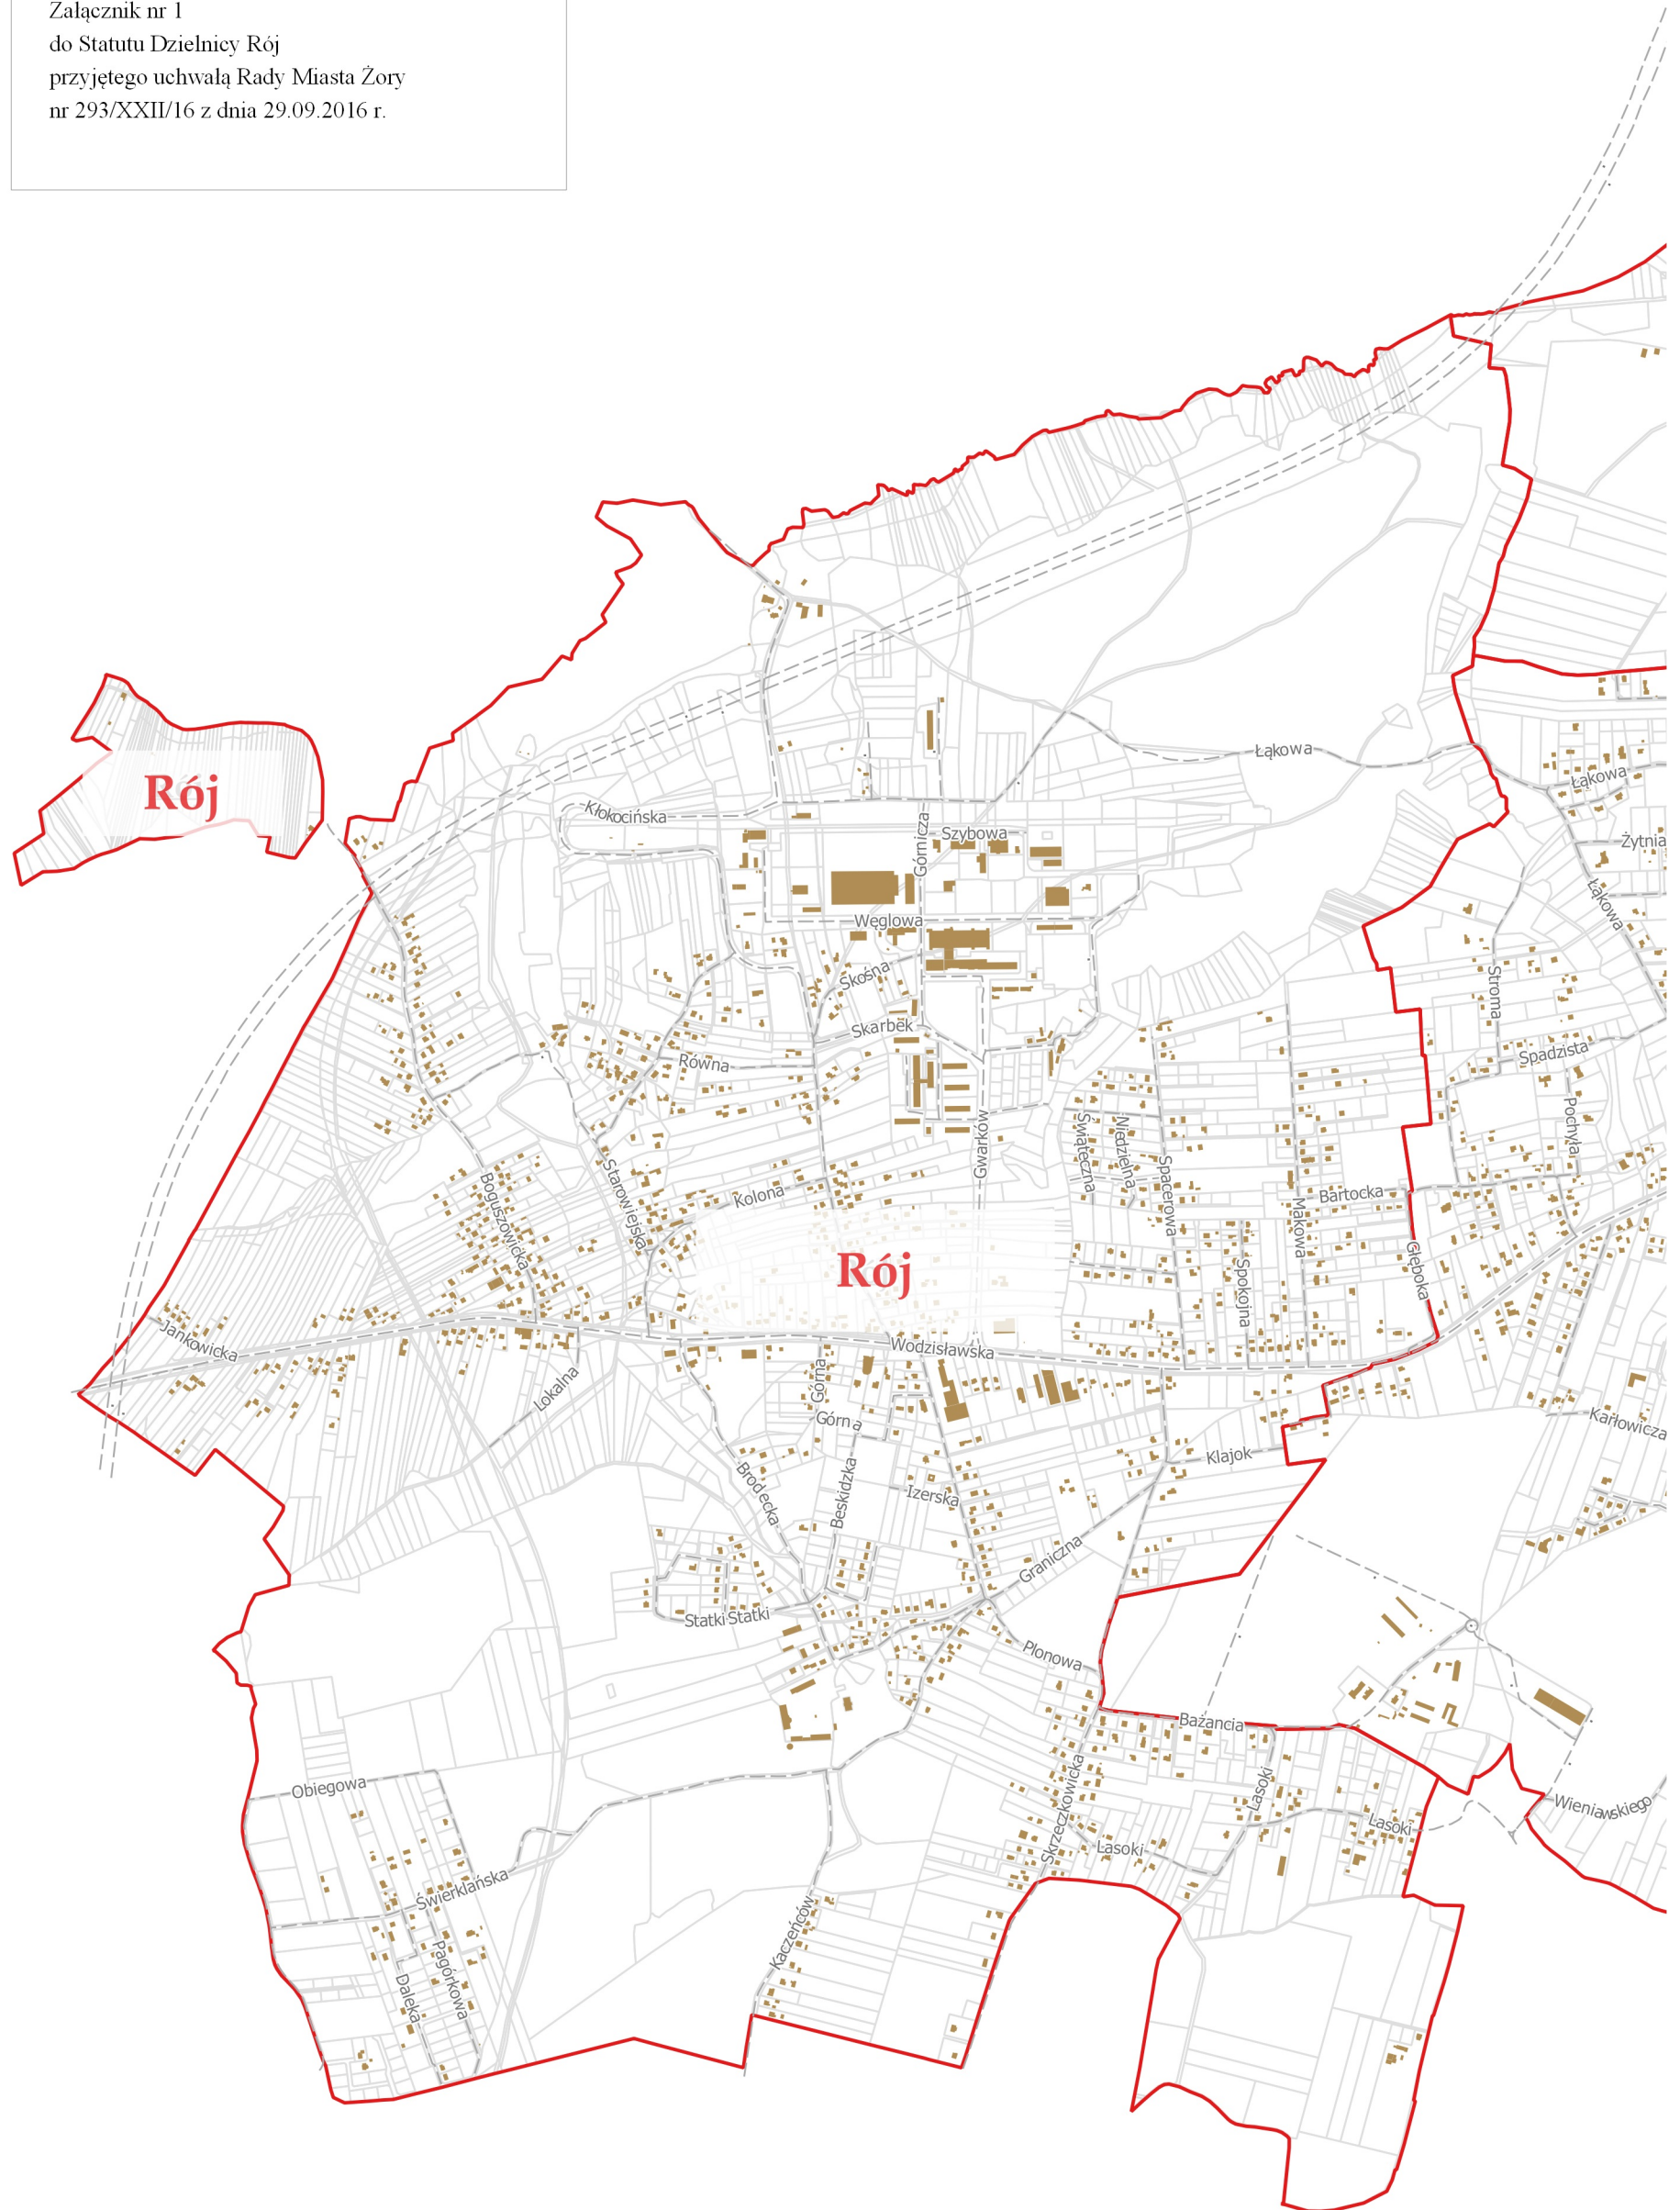 Załącznik nr 1
do Statutu Dzielnicy Rój
przyjętego uchwałą Rady Miasta Żory
nr 293/XXII/16 z dnia 29.09.2016 r.
Łąkowa
Łąkowa
Rój
Kłokocińska
Górnicza
Szybowa
Żytnia
Łąkowa
Węglowa
Skośna
Stroma
Skarbek
Równa
Spadzista
Pochyła
Gwarków
Świąteczna
Niedzielna
Spacerowa
Boguszowicka
Starowiejska
Kolona
Makowa
Bartocka
Głęboka
Rój
Spokojna
Jankowicka
Wodzisławska
Lokalna
Górna
Górna
Karłowicza
Klajok
Brodecka
Beskidzka
Izerska
Graniczna
Statki Statki
Plonowa
Bażancia
Skrzeczkowicka
Lasoki
Obiegowa
Wieniawskiego
Lasoki
Lasoki
Świerklańska
Kaczeńców
Pagórkowa
Daleka